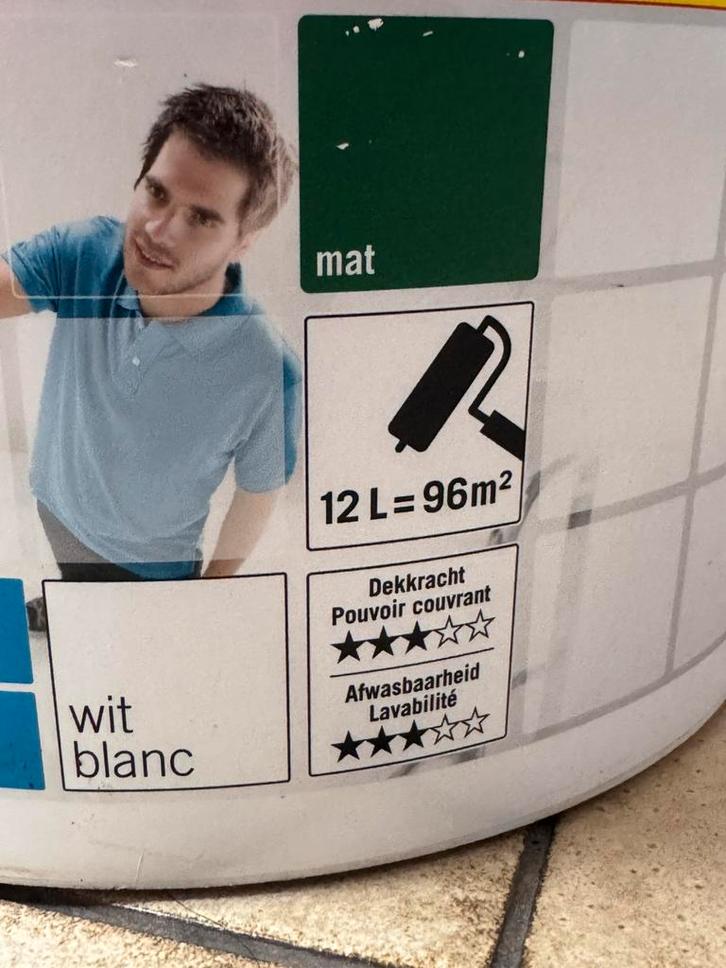 mat
12 L = 96m²
Dekkracht
Pouvoir couvrant
★★★☆☆
Afwasbaarheid
Lavabilité
★★★☆☆
wit
blanc